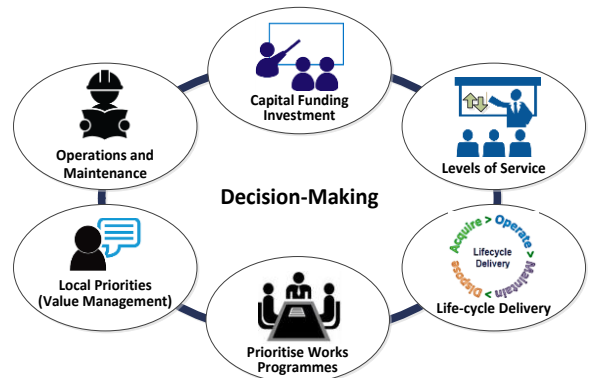 Capital Funding
Investment
Operations and
Maintenance
Levels of Service
Decision-Making
Local Priorities
(Value Management)
Acquire > Operate > Maintain > Dispose
Lifecycle
Delivery
Life-cycle Delivery
Prioritise Works
Programmes